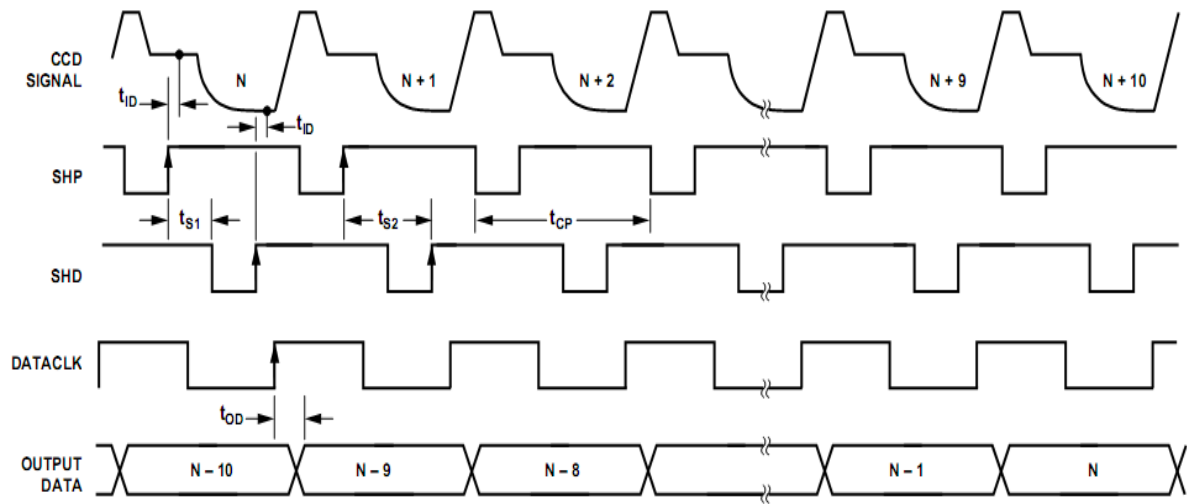 CCD
SIGNAL
N
N + 1
N + 2
N + 9
N + 10
tID
tID
SHP
tS1
tS2
tCP
SHD
DATACLK
tOD
OUTPUT
DATA
N – 10
N – 9
N – 8
N – 1
N